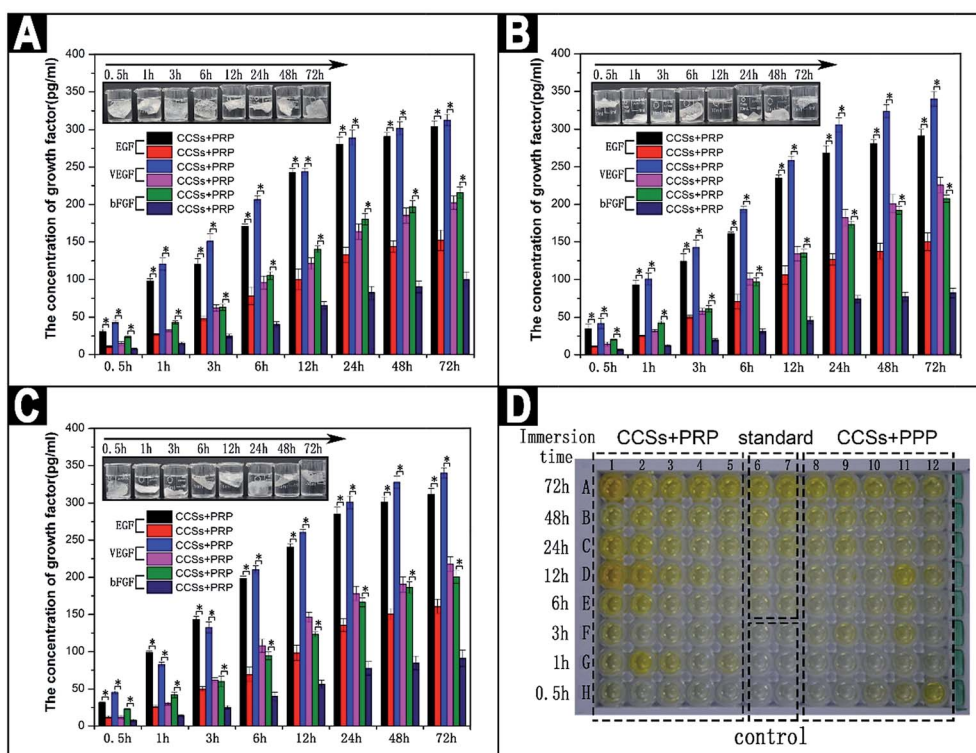 A
The concentration of growth factor(pg/ml)
400
350
300
250
200
150
100
50
0
0.5h 1h 3h 6h 12h 24h 48h 72h
EGF
CCSs+PRP
CCSs+PRP
VEGF
CCSs+PRP
CCSs+PRP
bFGF
CCSs+PRP
CCSs+PRP
* * * * * * * * * * * * * * * * * * * * * * * *
0.5h 1h 3h 6h 12h 24h 48h 72h
B
The concentration of growth factor(pg/ml)
400
350
300
250
200
150
100
50
0
0.5h 1h 3h 6h 12h 24h 48h 72h
EGF
CCSs+PRP
CCSs+PRP
VEGF
CCSs+PRP
CCSs+PRP
bFGF
CCSs+PRP
CCSs+PRP
* * * * * * * * * * * * * * * * * * * * * * * *
0.5h 1h 3h 6h 12h 24h 48h 72h
C
The concentration of growth factor(pg/ml)
400
350
300
250
200
150
100
50
0
0.5h 1h 3h 6h 12h 24h 48h 72h
EGF
CCSs+PRP
CCSs+PRP
VEGF
CCSs+PRP
CCSs+PRP
bFGF
CCSs+PRP
CCSs+PRP
* * * * * * * * * * * * * * * * * * * * * * * *
0.5h 1h 3h 6h 12h 24h 48h 72h
D
Immersion time
CCSs+PRP standard CCSs+PPP
1 2 3 4 5 6 7 8 9 10 11 12
72h A
48h B
24h C
12h D
6h E
3h F
1h G
0.5h H
control